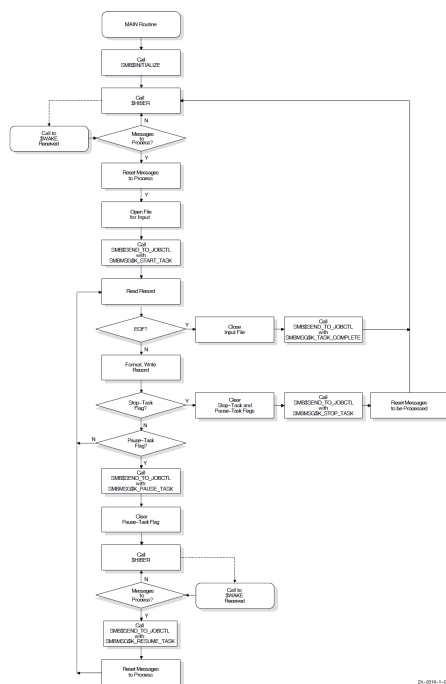 MAIN Routine
Call
SMB$INITIALIZE
Call
$HIBER
N
Call to
$WAKE
Received
Messages
to
Process?
Y
Reset Messages
to Process
Y
Open File
for Input
Call
SMB$SEND_TO_JOBCTL
with
SMBMSG$K_START_TASK
Read Record
EOF?
Y
Close
Input File
Call
SMB$SEND_TO_JOBCTL
with
SMBMSG$K_TASK_COMPLETE
N
Format, Write
Record
Stop-Task
Flag?
Y
Clear
Stop-Task and
Pause-Task Flags
Call
SMB$SEND_TO_JOBCTL
with
SMBMSG$K_STOP_TASK
Reset Messages
to be Processed
N
N
Pause-Task
Flag?
Y
Call
SMB$SEND_TO_JOBCTL
with
SMBMSG$K_PAUSE_TASK
Clear
Pause-Task Flag
Call
$HIBER
N
Messages
to
Process?
Call to
$WAKE
Received
Y
Call
SMB$SEND_TO_JOBCTL
with
SMBMSG$K_RESUME_TASK
Reset Messages
to Process